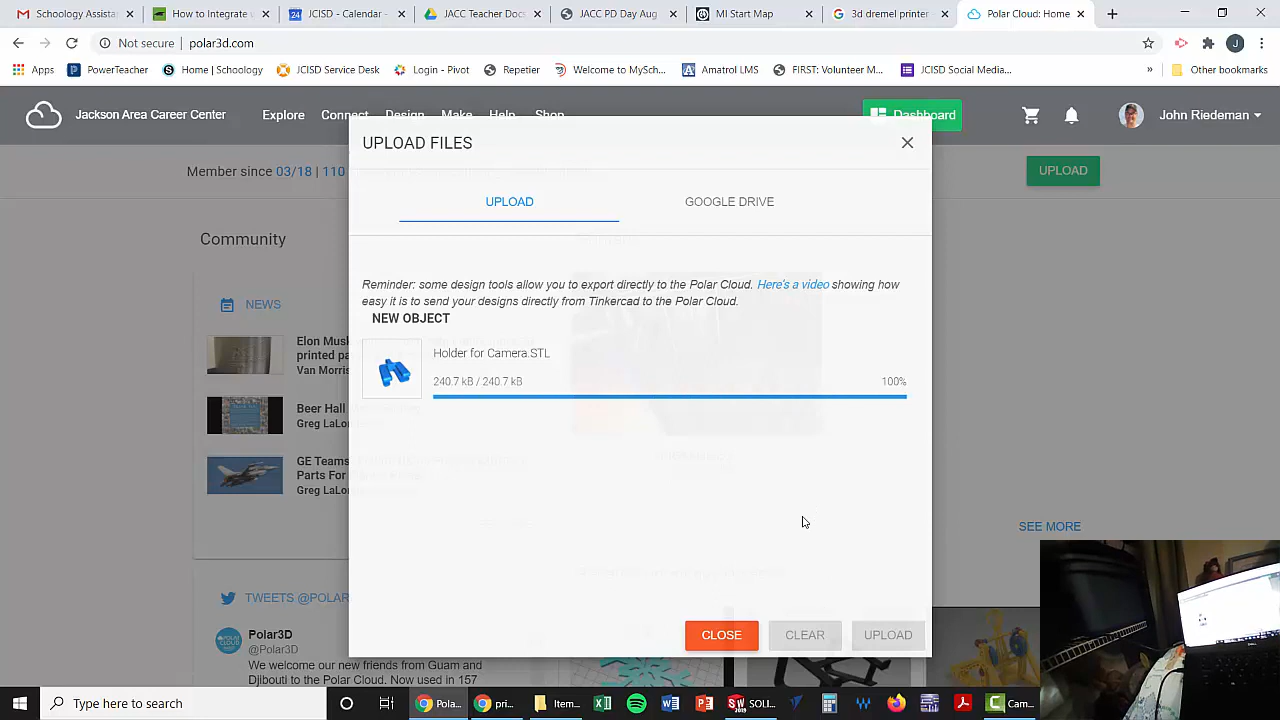 Schoology Assistan
How to Integrate u
24
JCISD - Calendar -
JACC Teacher Docs
JACC PD Day Aug
MI Start Map
3d dremel printer
Polar Cloud: Home
Not secure | polar3d.com
J
Apps
PowerTeacher
Home | Schoology
JCISD Service Desk
Login - Pivot
Repetier
Welcome to MySch...
Amatrol LMS
FIRST: Volunteer M...
JCISD Social Media...
»
Other bookmarks
Jackson Area Career Center
Explore
Connect
Design
Make
Help
Shop
Dashboard
John Riedeman
UPLOAD FILES
Member since 03/18 | 110
UPLOAD
UPLOAD
GOOGLE DRIVE
Community
Reminder: some design tools allow you to export directly to the Polar Cloud. Here's a video showing how
easy it is to send your designs directly from Tinkercad to the Polar Cloud.
NEWS
NEW OBJECT
Elon Musk
printed pa
Van Morris
Holder for Camera.STL
240.7 kB / 240.7 kB
100%
Beer Hall
Greg LaLon
GE Teams
Parts For
Greg LaLon
SEE MORE
TWEETS @POLAR
Polar3D
@Polar3D
We welcome our new friends from Guam and
Djibouti to the Polar Cloud. Now used in 157
CLOSE
CLEAR
UPLOAD
Type here to search
Pola...
pri...
Item...
SOLI...
Cam...